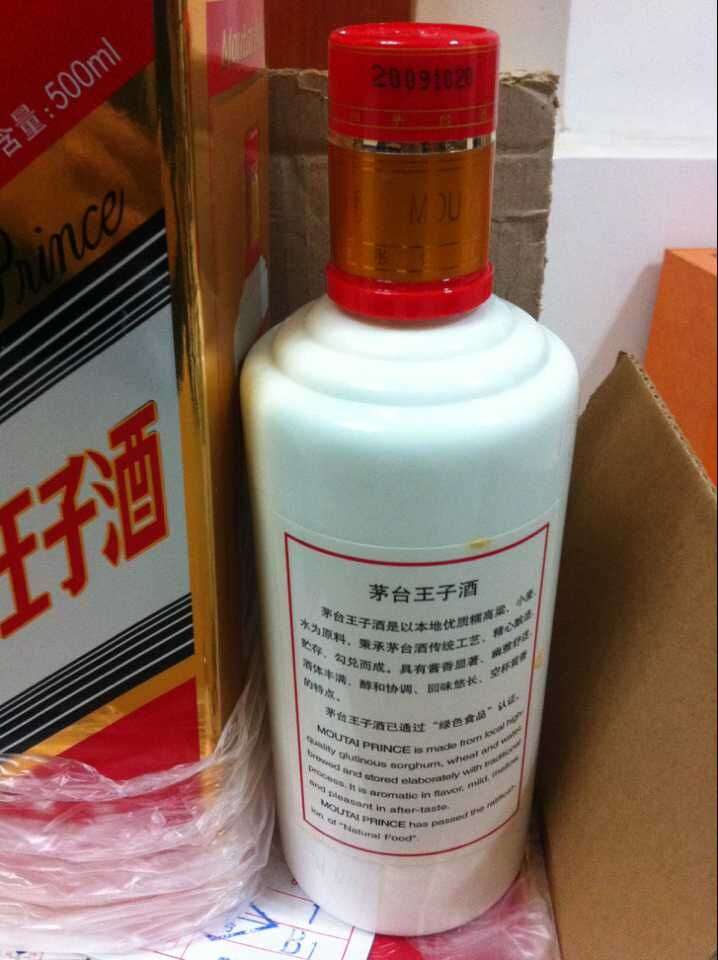 含量:500ml
Moutai
Prince
王子酒
20091020
MOU
茅台王子酒
茅台王子酒是以本地优质糯高粱、小麦、
水为原料，秉承茅台酒传统工艺，精心酿造、
贮存、勾兑而成。具有酱香显著、幽雅舒适、
酒体丰满、醇和协调、回味悠长、空杯留香
的特点。
茅台王子酒已通过“绿色食品”认证。
MOUTAI PRINCE is made from local high-
quality glutinous sorghum, wheat and water,
brewed and stored elaborately with traditional
process. It is aromatic in flavor, mild, mellow
and pleasant in after-taste.
MOUTAI PRINCE has passed the ratificat-
ion of "Natural Food".